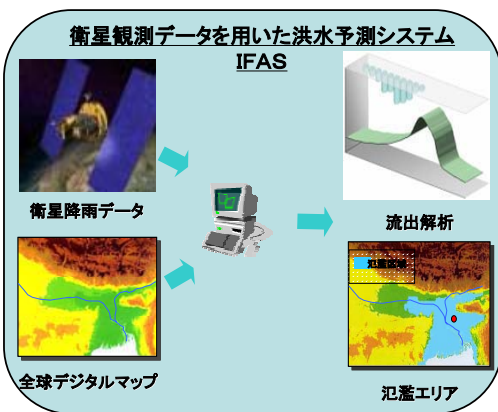 衛星観測データを用いた洪水予測システム
IFAS
衛星降雨データ
流出解析
全球デジタルマップ
氾濫エリア